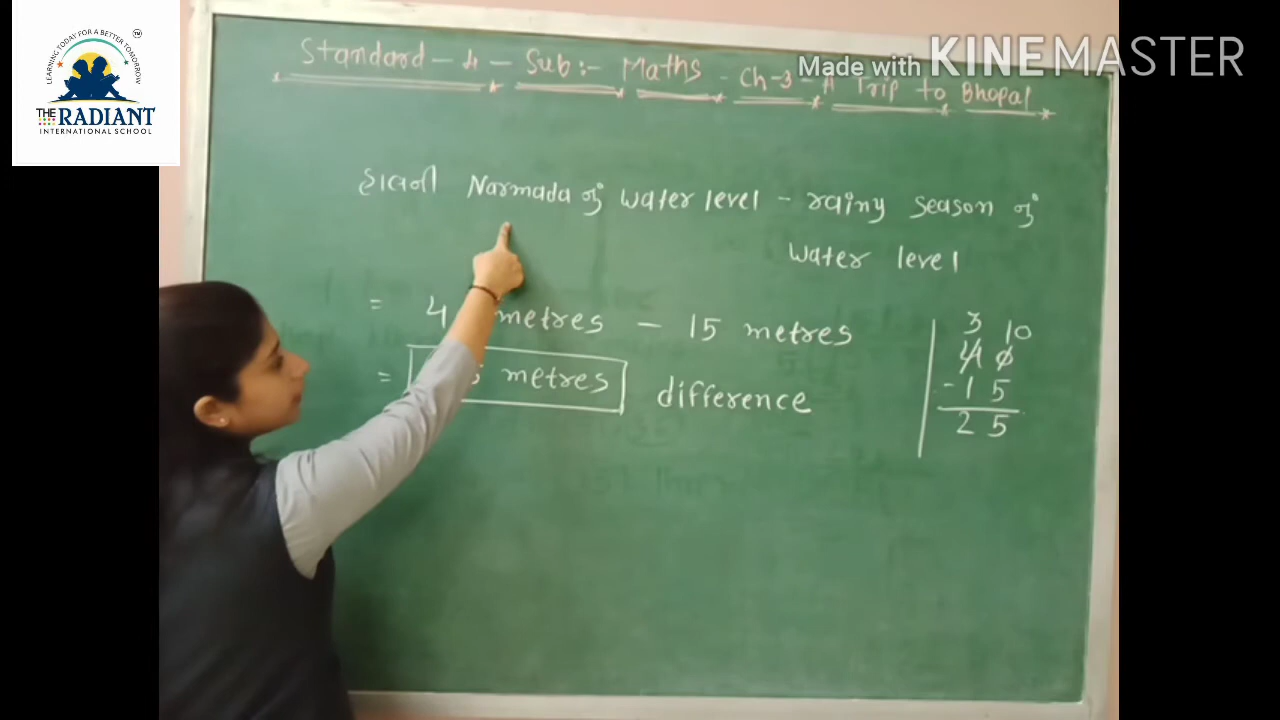 LEARNING TODAY FOR A BETTER TOMORROW
THE RADIANT
INTERNATIONAL SCHOOL
Made with KINEMASTER
Standard - 4 - Sub:- Maths - Ch-3 - A Trip to Bhopal
હાલની Narmada નું water level - rainy season નું
water level
= 4 metres - 15 metres
= metres difference
3 10
4 0
- 1 5
2 5